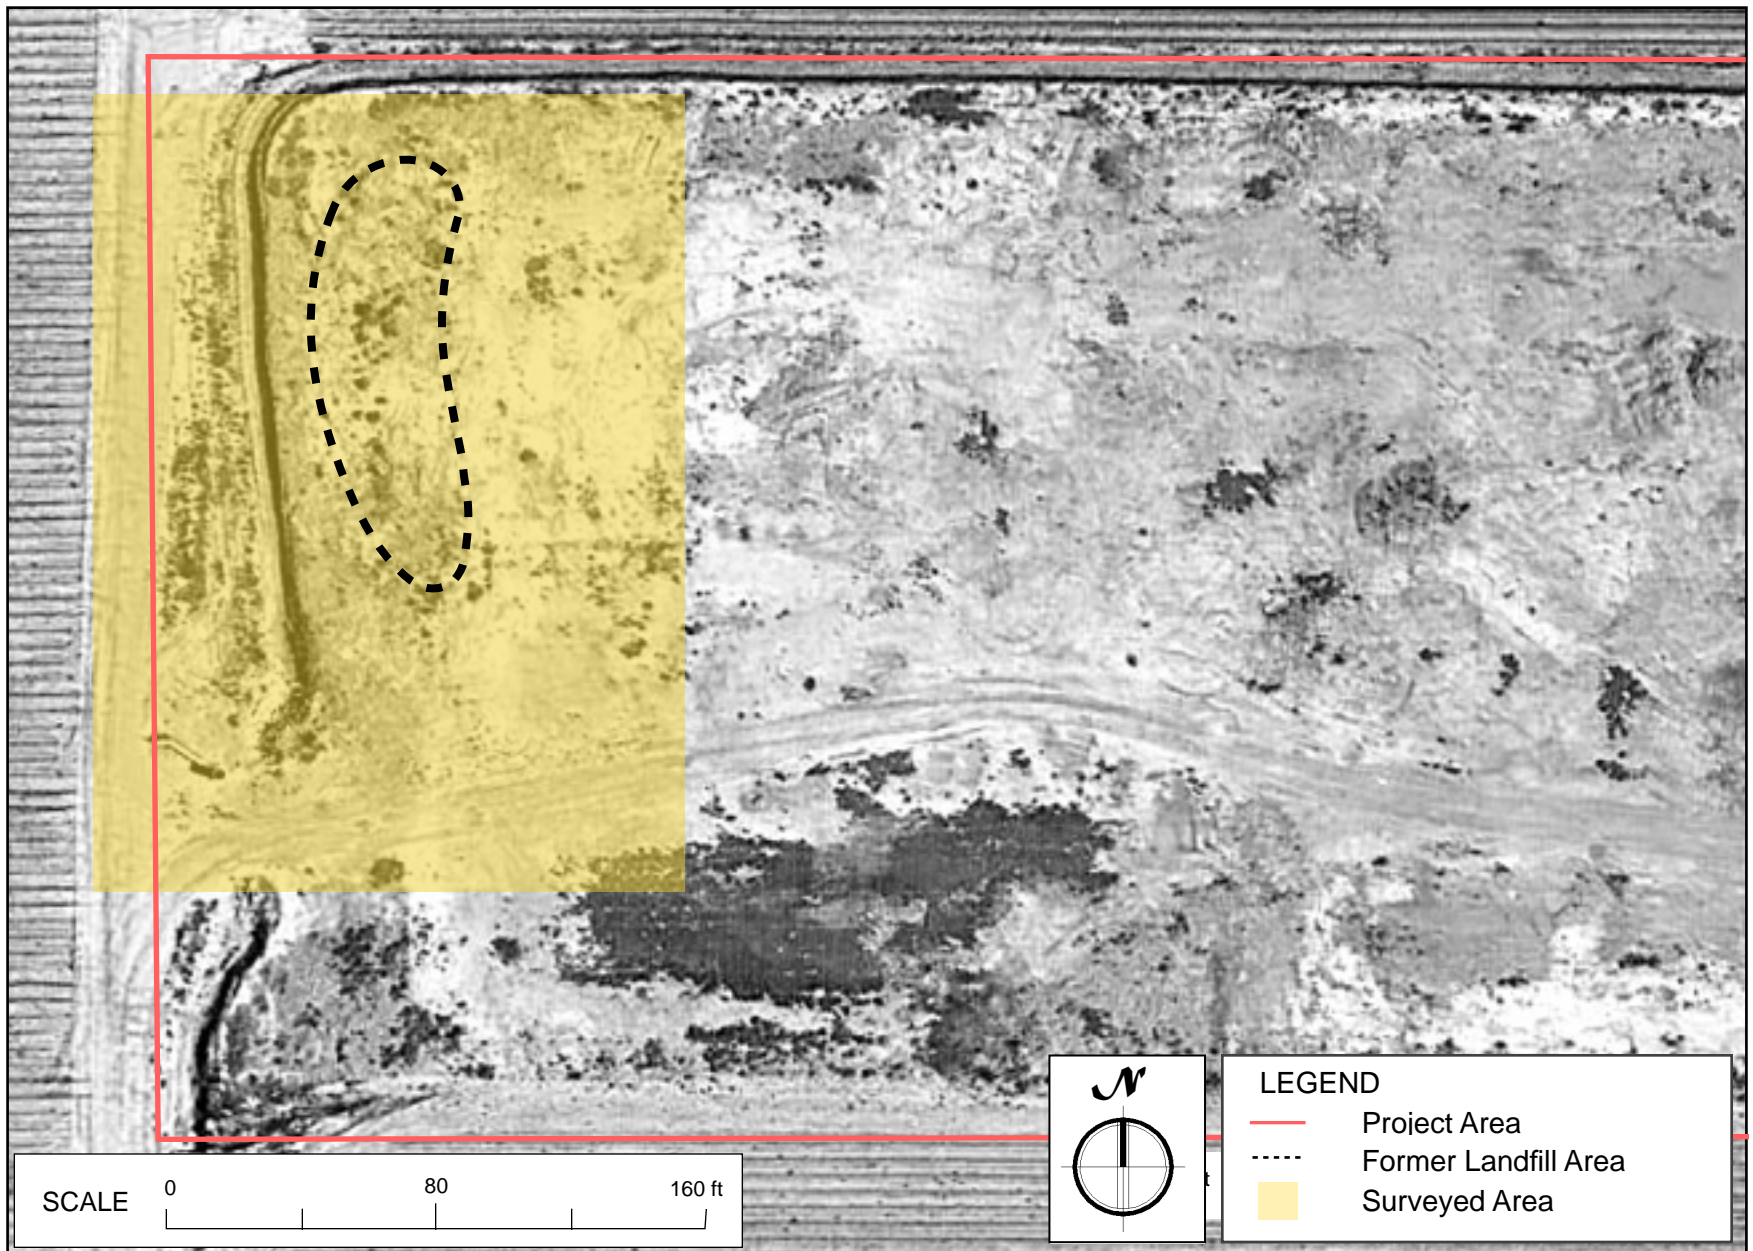 N
LEGEND
Project Area
Former Landfill Area
Surveyed Area
SCALE 0 80 160 ft
t